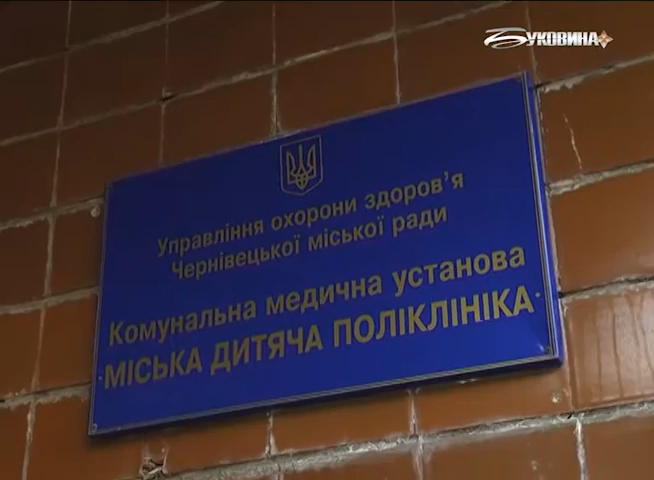 БУКОВИНА
Управління охорони здоров'я
Чернівецької міської ради
Комунальна медична установа
МІСЬКА ДИТЯЧА ПОЛІКЛІНІКА